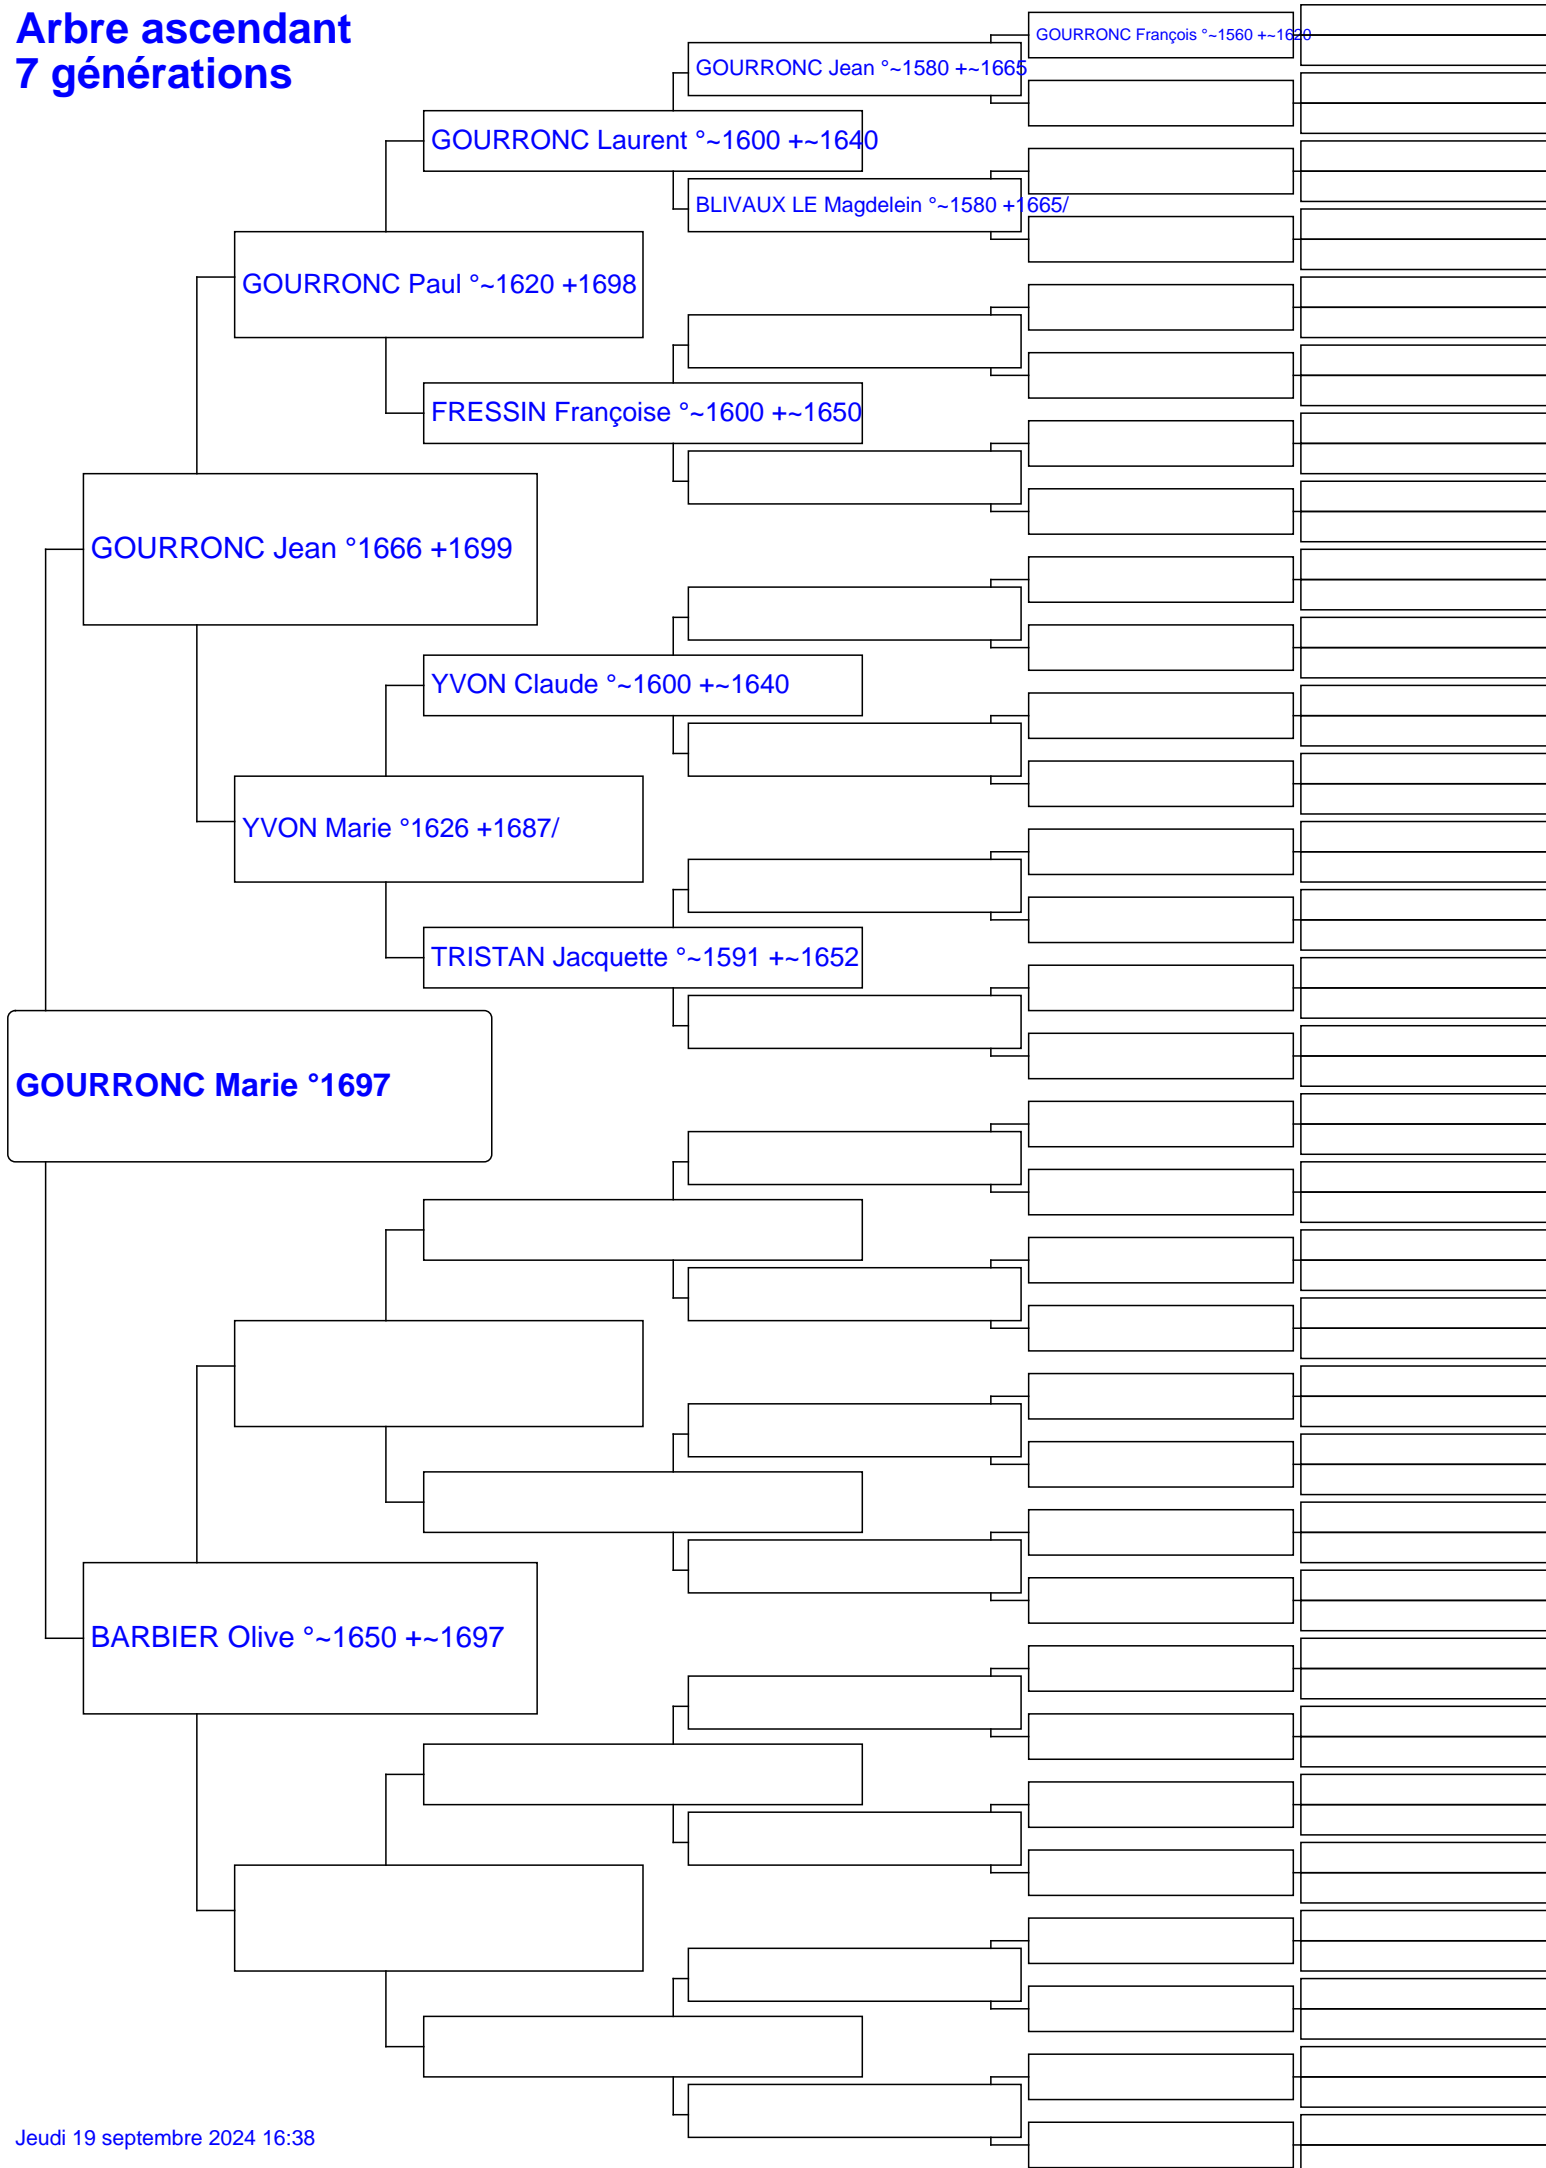 Arbre ascendant
7 générations
GOURRONC François °~1560 +~1620
GOURRONC Jean °~1580 +~1665
GOURRONC Laurent °~1600 +~1640
BLIVAUX LE Magdelein °~1580 +1665/
GOURRONC Paul °~1620 +1698
FRESSIN Françoise °~1600 +~1650
GOURRONC Jean °1666 +1699
YVON Claude °~1600 +~1640
YVON Marie °1626 +1687/
TRISTAN Jacquette °~1591 +~1652
GOURRONC Marie °1697
BARBIER Olive °~1650 +~1697
Jeudi 19 septembre 2024 16:38